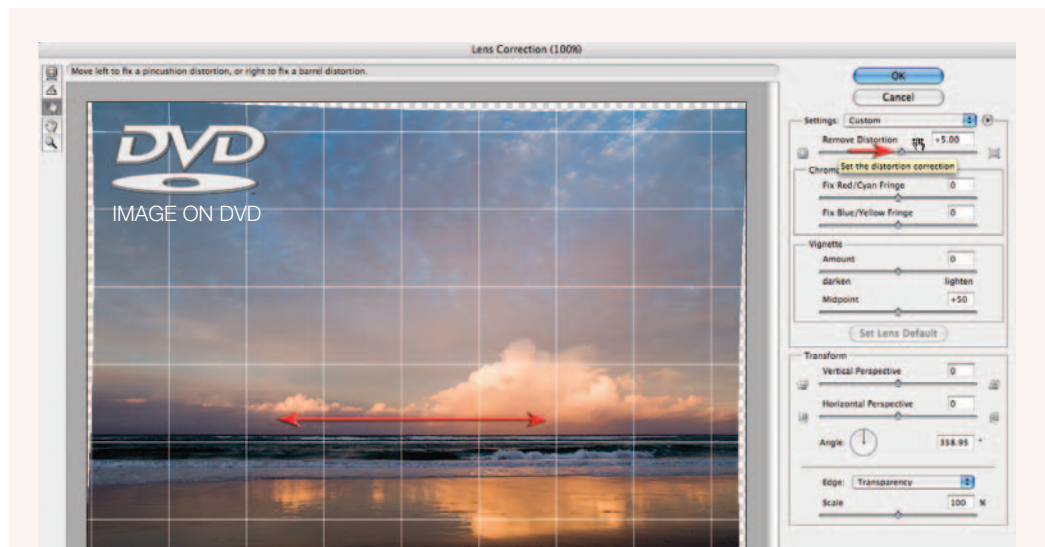 Lens Correction (100%)
Move left to fix a pincushion distortion, or right to fix a barrel distortion.
OK
Cancel
Settings: Custom
Remove Distortion +5.00
Set the distortion correction
Chroma
Fix Red/Cyan Fringe 0
Fix Blue/Yellow Fringe 0
Vignette
Amount 0
darken lighten
Midpoint +50
Set Lens Default
Transform
Vertical Perspective 0
Horizontal Perspective 0
Angle: 358.95 °
Edge: Transparency
Scale 100 %
DVD
IMAGE ON DVD